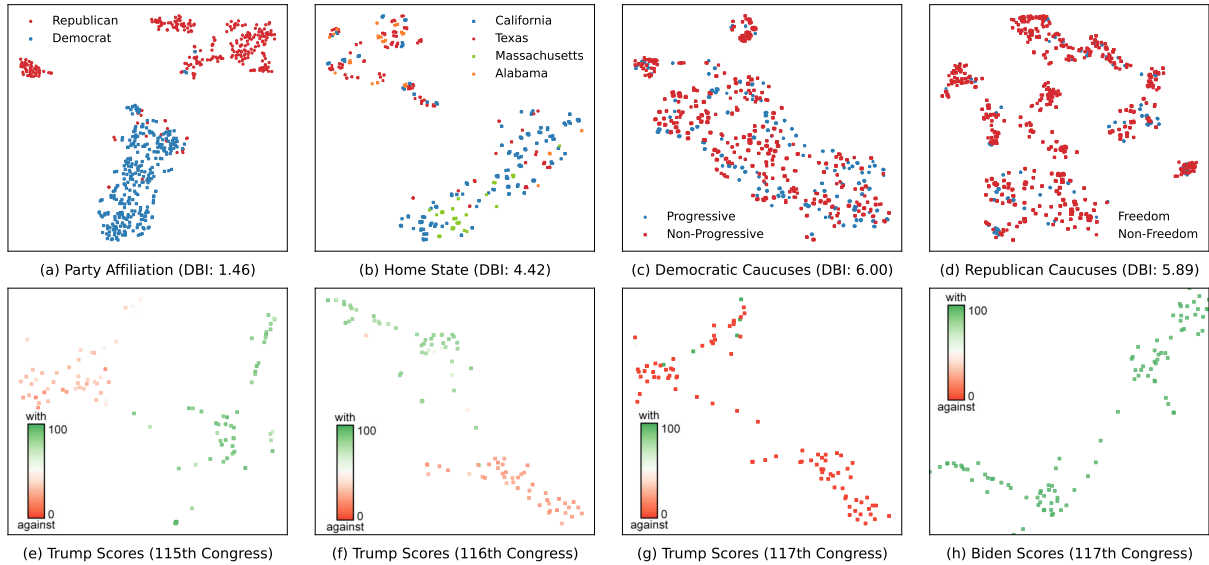 Republican
Democrat
(a) Party Affiliation (DBI: 1.46)
California
Texas
Massachusetts
Alabama
(b) Home State (DBI: 4.42)
Progressive
Non-Progressive
(c) Democratic Caucuses (DBI: 6.00)
Freedom
Non-Freedom
(d) Republican Caucuses (DBI: 5.89)
with
100
0
against
(e) Trump Scores (115th Congress)
with
100
0
against
(f) Trump Scores (116th Congress)
with
100
0
against
(g) Trump Scores (117th Congress)
with
100
0
against
(h) Biden Scores (117th Congress)